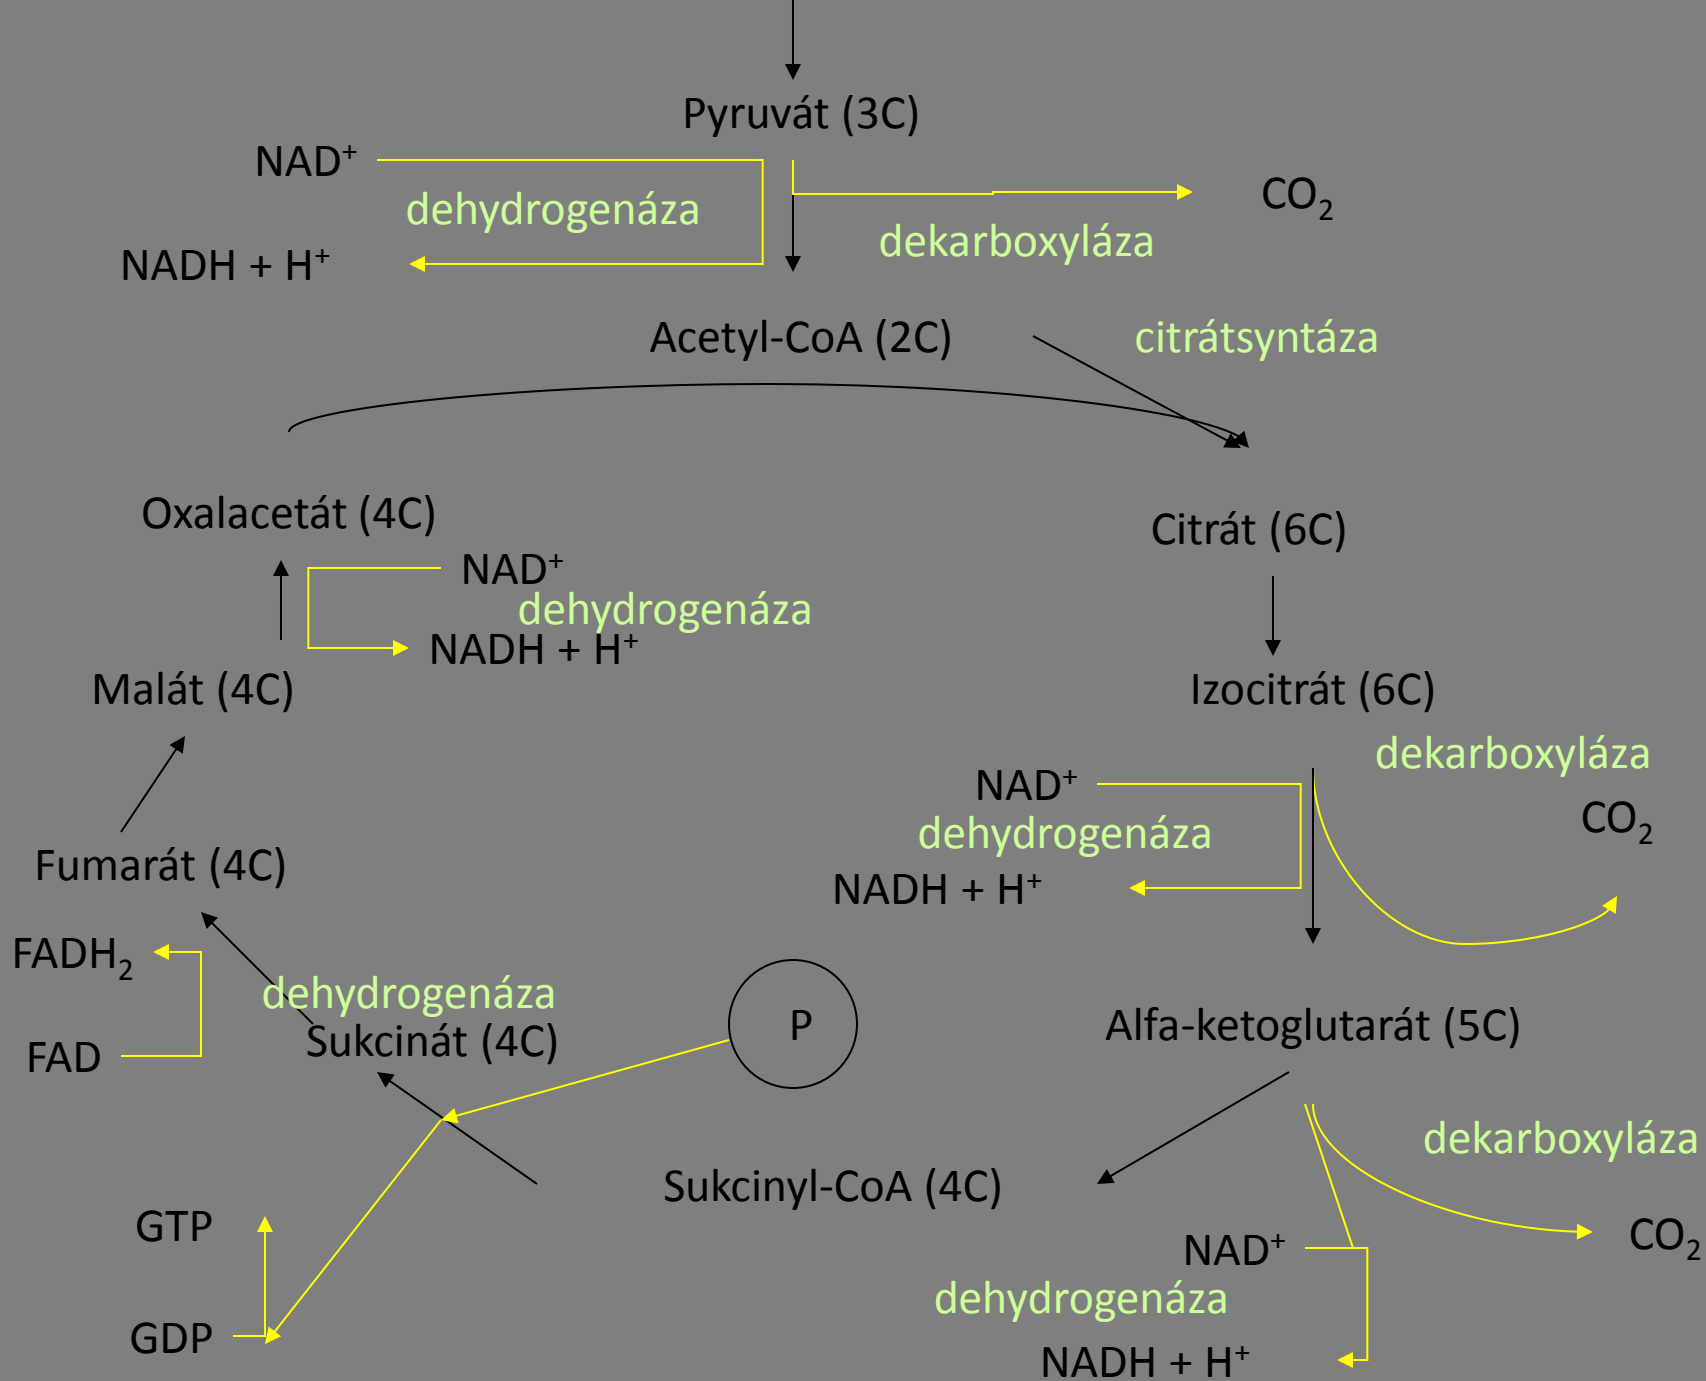 Pyruvát (3C)
NAD⁺
dehydrogenáza
CO₂
dekarboxyláza
NADH + H⁺
Acetyl-CoA (2C)
citrátsyntáza
Oxalacetát (4C)
Citrát (6C)
NAD⁺
dehydrogenáza
NADH + H⁺
Malát (4C)
Izocitrát (6C)
dekarboxyláza
NAD⁺
CO₂
dehydrogenáza
Fumarát (4C)
NADH + H⁺
FADH₂
dehydrogenáza
P
Alfa-ketoglutarát (5C)
Sukcinát (4C)
FAD
dekarboxyláza
Sukcinyl-CoA (4C)
GTP
CO₂
NAD⁺
dehydrogenáza
GDP
NADH + H⁺